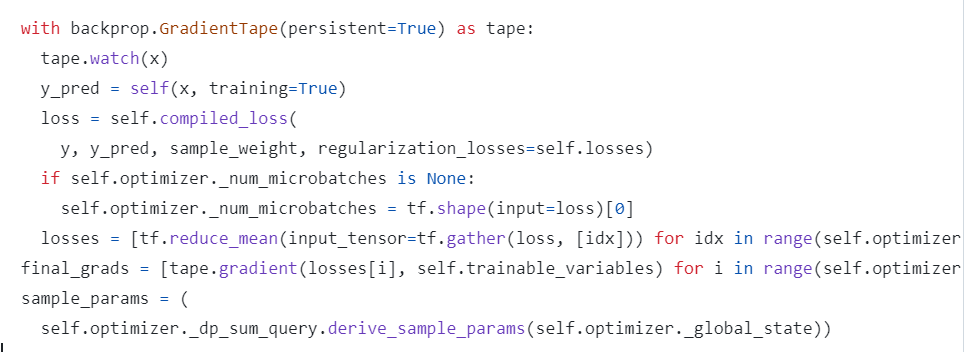 with backprop.GradientTape(persistent=True) as tape:
  tape.watch(x)
  y_pred = self(x, training=True)
  loss = self.compiled_loss(
    y, y_pred, sample_weight, regularization_losses=self.losses)
  if self.optimizer._num_microbatches is None:
    self.optimizer._num_microbatches = tf.shape(input=loss)[0]
  losses = [tf.reduce_mean(input_tensor=tf.gather(loss, [idx])) for idx in range(self.optimizer
final_grads = [tape.gradient(losses[i], self.trainable_variables) for i in range(self.optimizer
sample_params = (
  self.optimizer._dp_sum_query.derive_sample_params(self.optimizer._global_state))